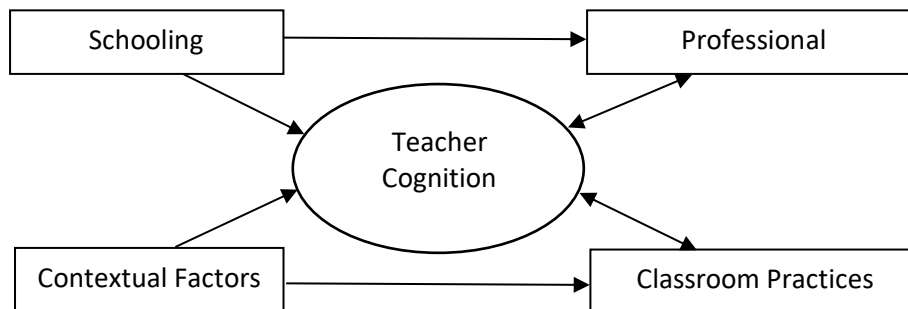 Schooling
Professional
Teacher
Cognition
Contextual Factors
Classroom Practices